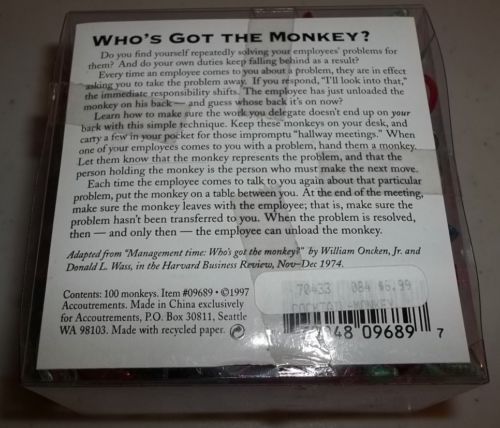 WHO'S GOT THE MONKEY?
Do you find yourself repeatedly solving your employees' problems for
them? And do your own duties keep falling behind as a result?
Every time an employee comes to you about a problem, they are in effect
asking you to take the problem away. If you respond, "I'll look into that,"
the immediate responsibility shifts. The employee has just unloaded the
monkey on his back — and guess whose back it's on now?
Learn how to make sure the work you delegate doesn't end up on your
back with this simple technique. Keep these monkeys on your desk, and
carry a few in your pocket for those impromptu "hallway meetings." When
one of your employees comes to you with a problem, hand them a monkey.
Let them know that the monkey represents the problem, and that the
person holding the monkey is the person who must make the next move.
Each time the employee comes to talk to you again about that particular
problem, put the monkey on a table between you. At the end of the meeting,
make sure the monkey leaves with the employee; that is, make sure the
problem hasn't been transferred to you. When the problem is resolved,
then — and only then — the employee can unload the monkey.
Adapted from "Management time: Who's got the monkey?" by William Oncken, Jr. and
Donald L. Wass, in the Harvard Business Review, Nov–Dec 1974.
Contents: 100 monkeys. Item #09689 • ©1997
Accoutrements. Made in China exclusively
for Accoutrements, P.O. Box 30811, Seattle
WA 98103. Made with recycled paper.
70433 084 $6.99
COCKTAIL MONKEY
048 09689 7